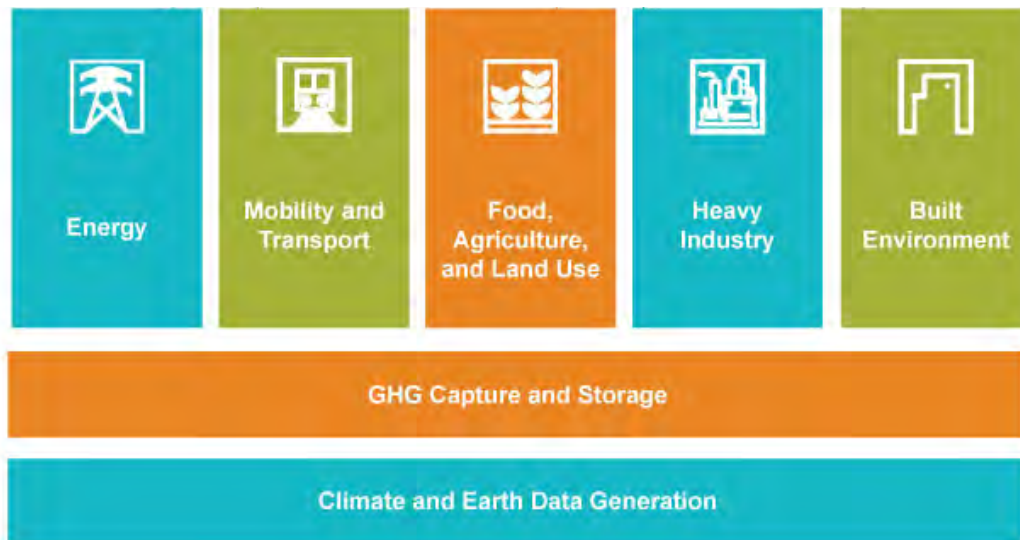 Energy
Mobility and
Transport
Food,
Agriculture,
and Land Use
Heavy
Industry
Built
Environment
GHG Capture and Storage
Climate and Earth Data Generation